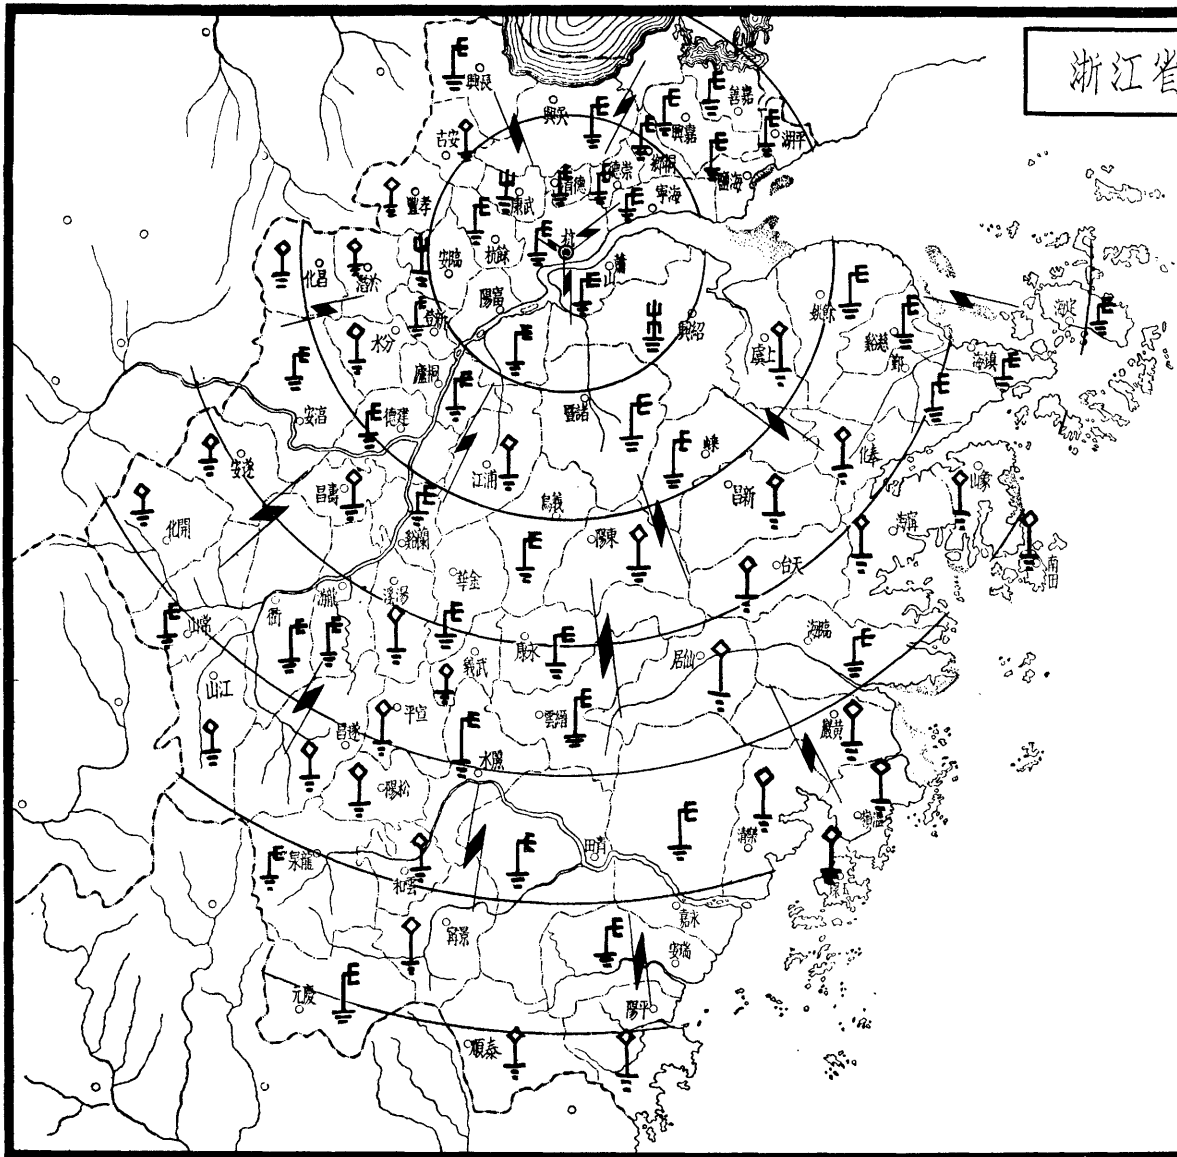 浙江省
長興
嘉善
吳興
嘉興
平湖
安吉
桐鄉
崇德
德清
海鹽
孝豐
武康
海寧
杭
餘杭
臨安
於潛
昌化
蕭山
富陽
新登
分水
紹興
餘姚
上虞
慈谿
鄞
鎮海
定海
桐廬
諸暨
建德
嵊
奉化
遂安
浦江
壽昌
新昌
象山
開化
義烏
東陽
蘭谿
寧海
天台
南田
金華
湯溪
龍游
衢
常山
永康
臨海
仙居
武義
江山
宣平
縉雲
黃巖
遂昌
麗水
松陽
溫嶺
樂清
青田
龍泉
雲和
玉環
永嘉
景寧
瑞安
慶元
平陽
泰順